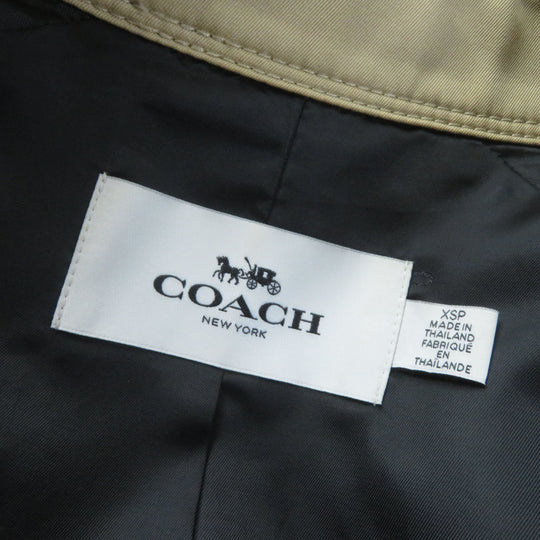 COACH
NEW YORK
XSP
MADE IN
THAILAND
FABRIQUÉ
EN
THAÏLANDE